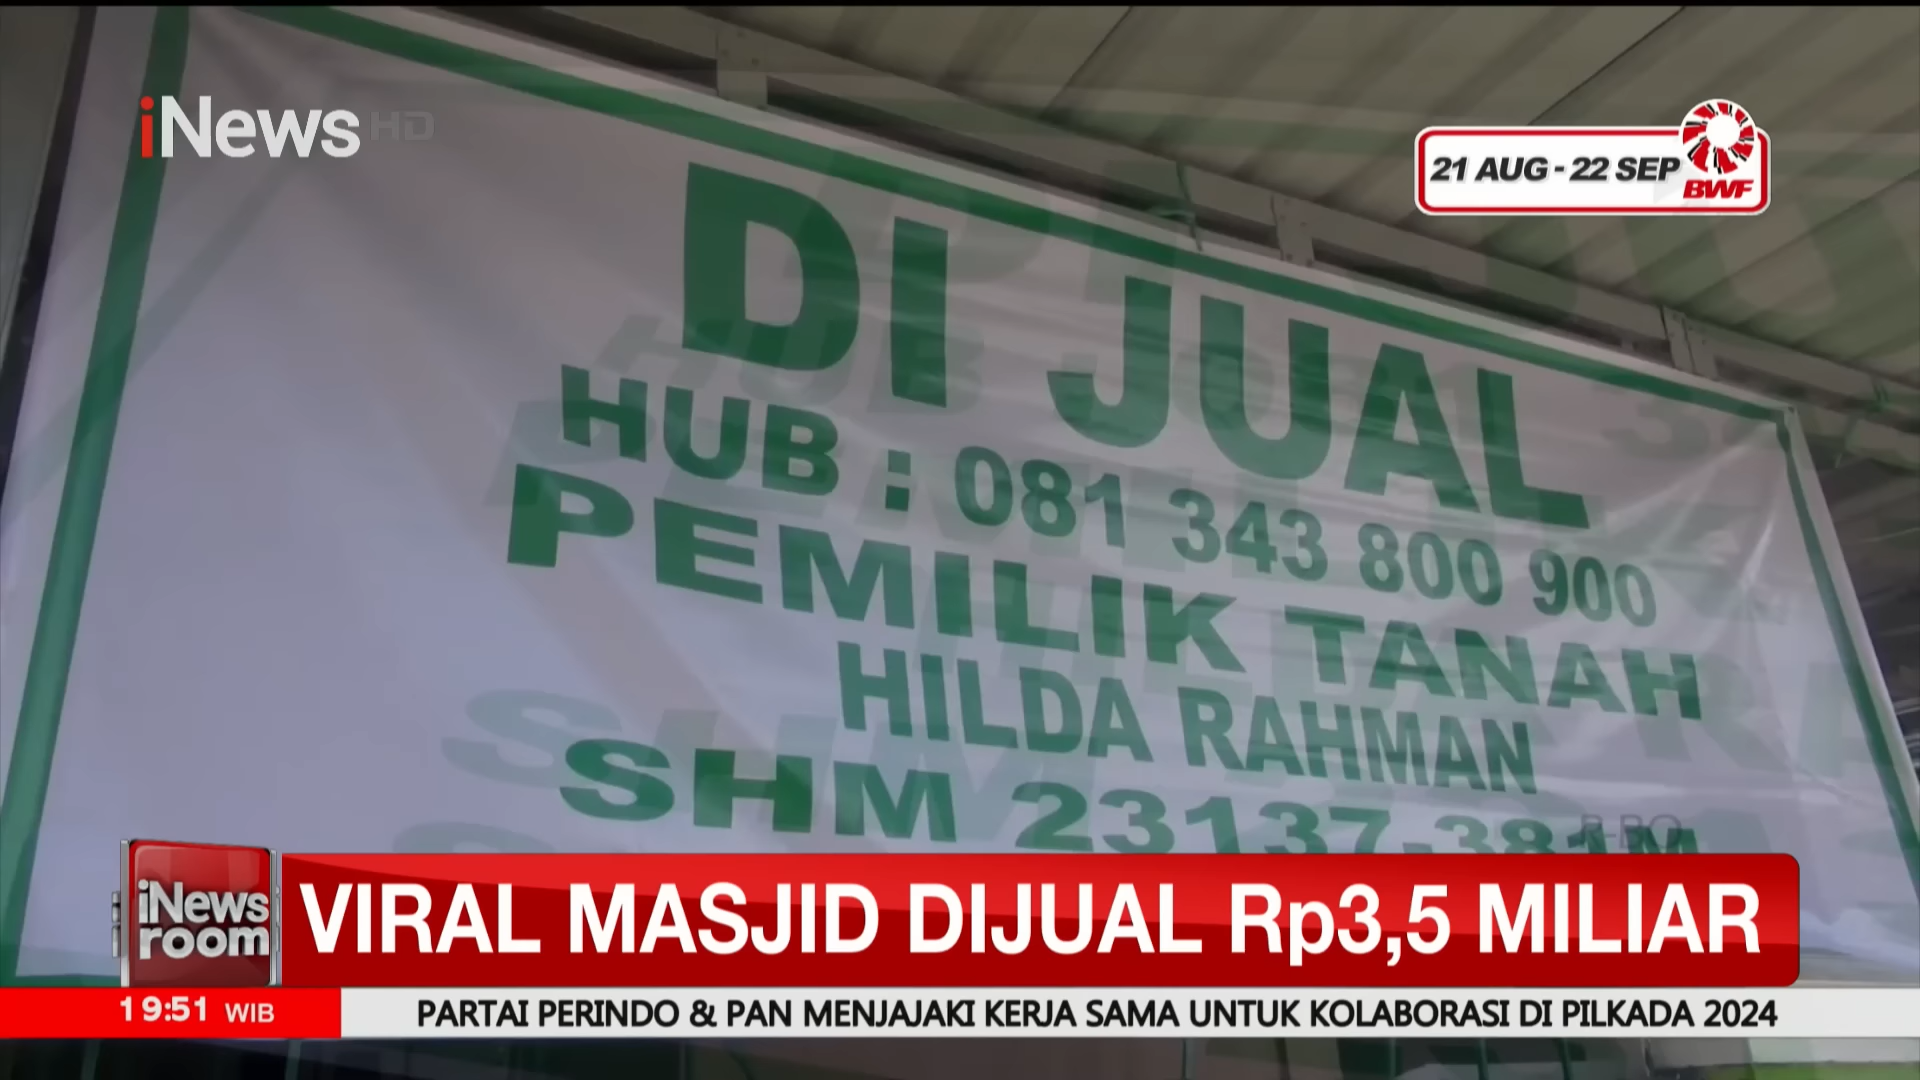 iNews HD
21 AUG - 22 SEP
BWF
DI JUAL
HUB : 081 343 800 900
PEMILIK TANAH
HILDA RAHMAN
SHM 23137.381M
iNews
room
VIRAL MASJID DIJUAL Rp3,5 MILIAR
19:51 WIB
PARTAI PERINDO & PAN MENJAJAKI KERJA SAMA UNTUK KOLABORASI DI PILKADA 2024